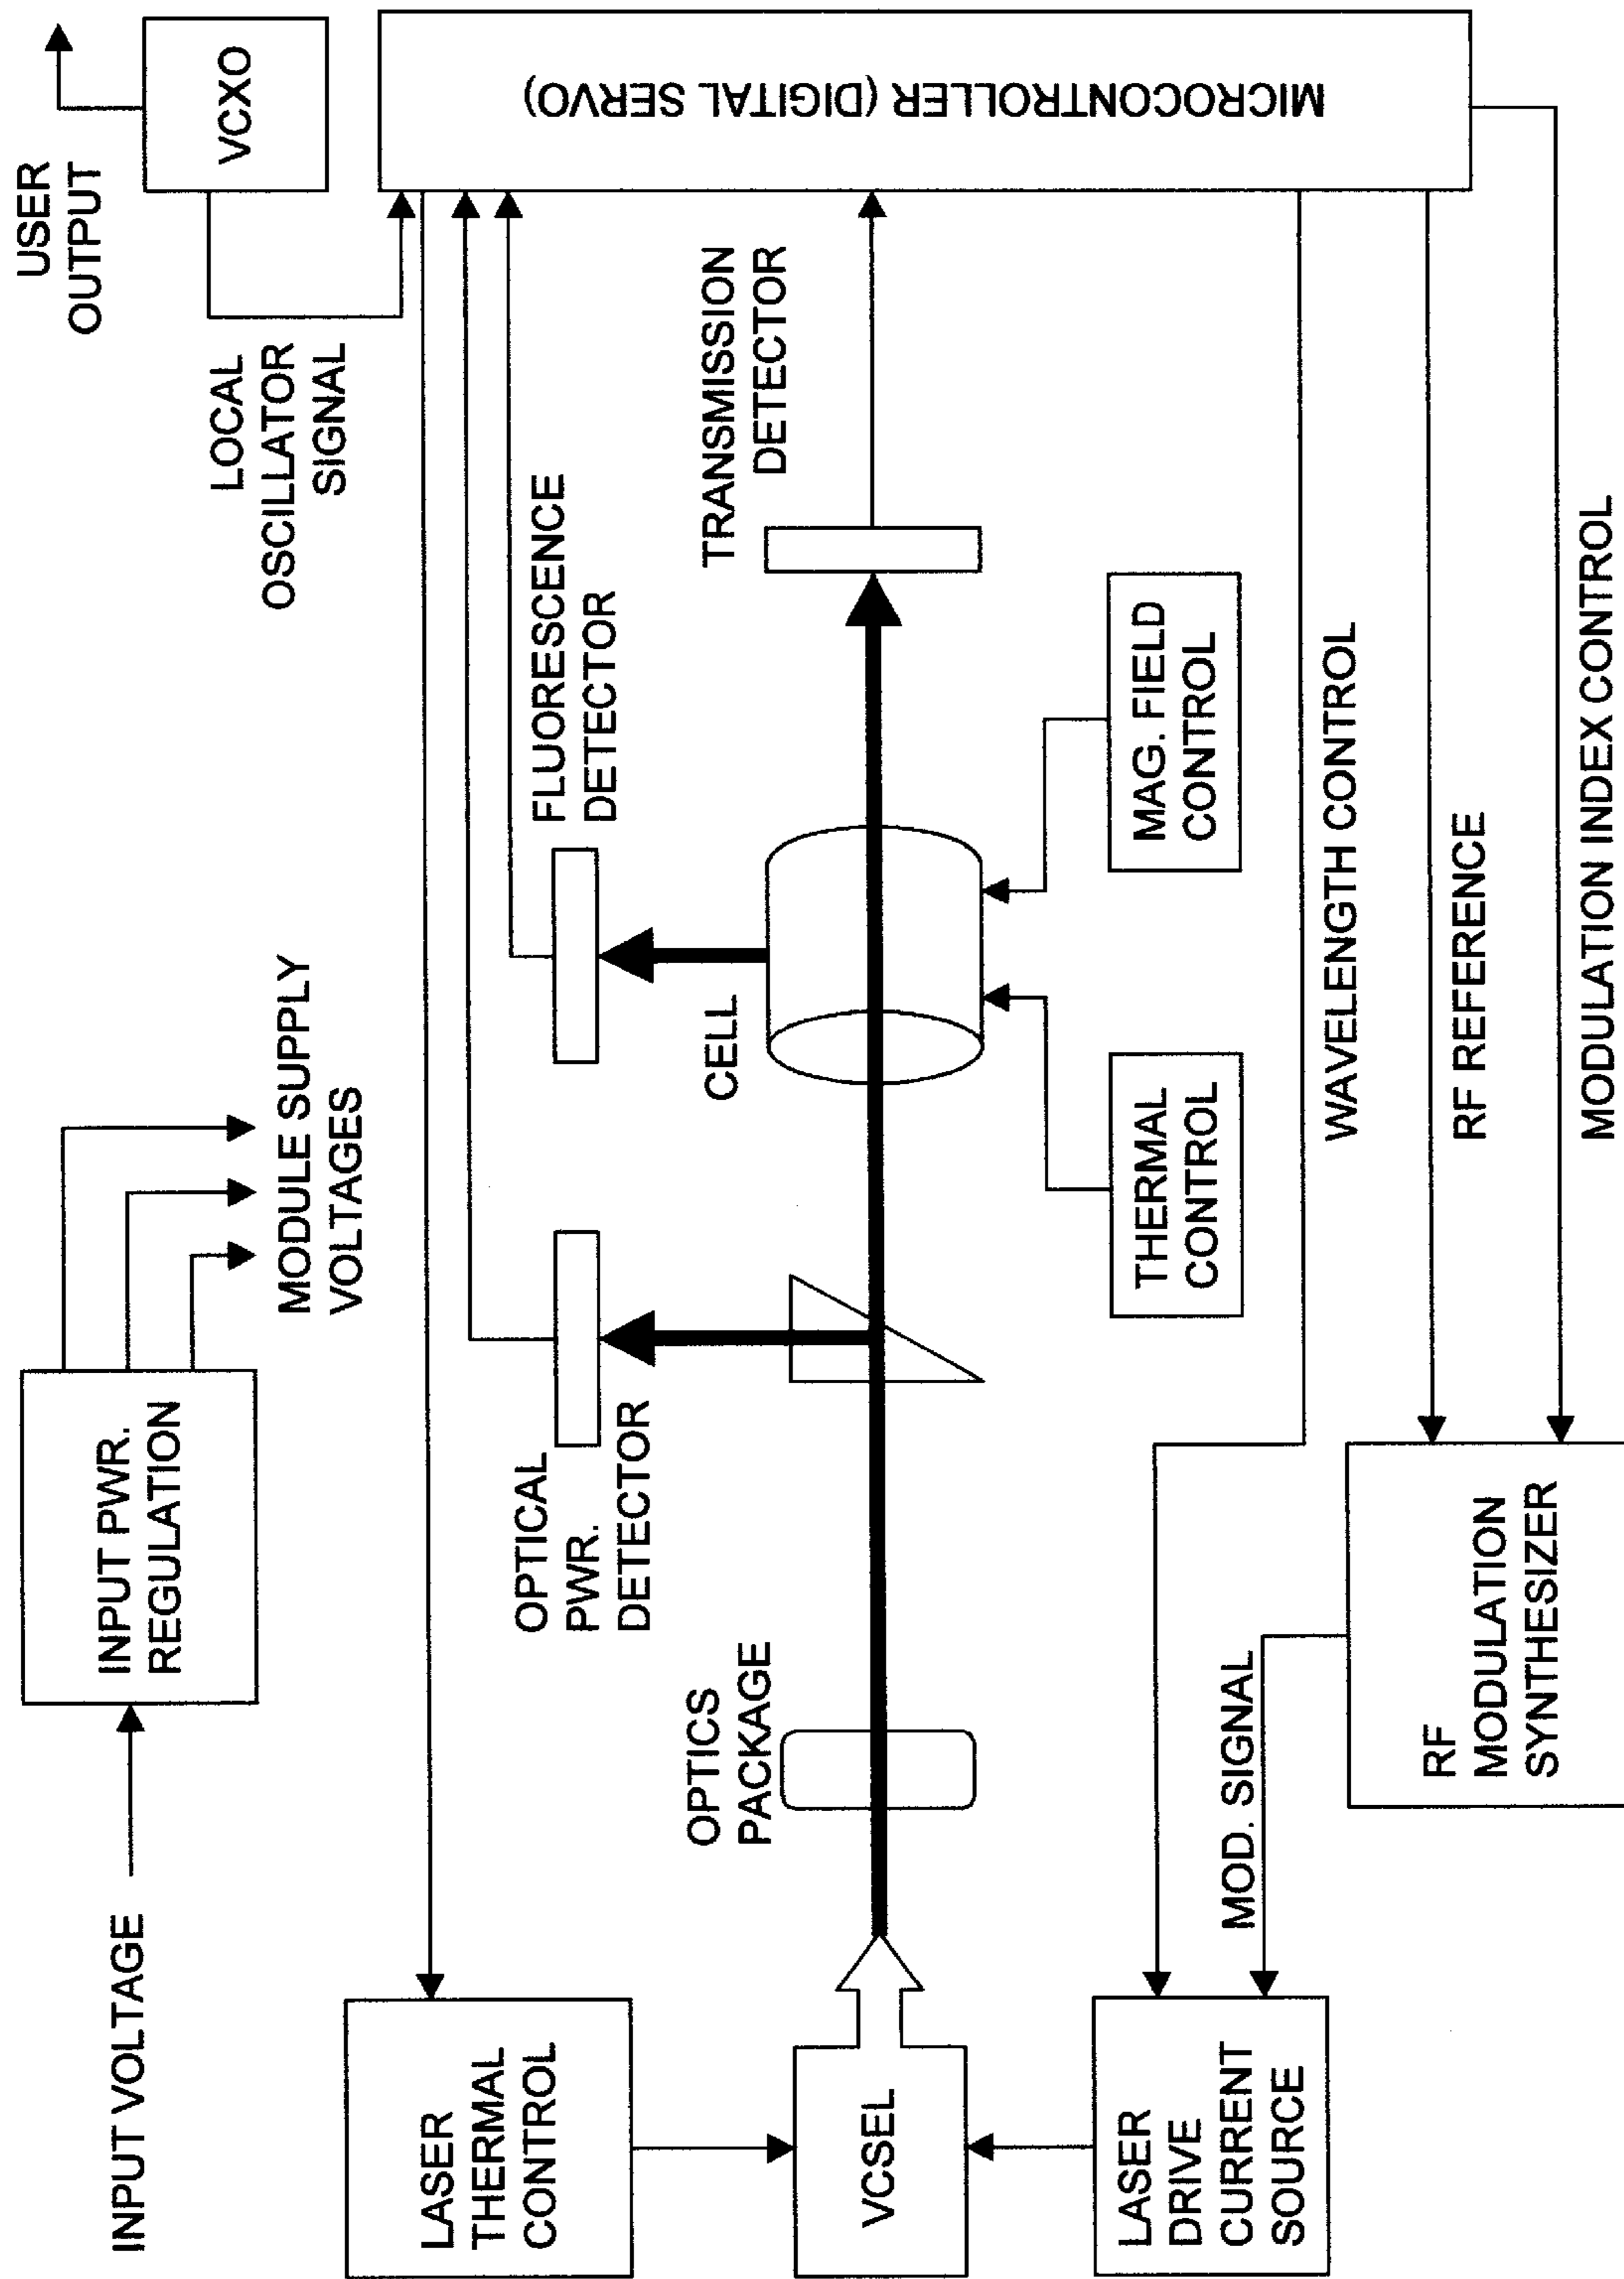 INPUT VOLTAGE
INPUT PWR.
REGULATION
MODULE SUPPLY
VOLTAGES
USER
OUTPUT
VCXO
LOCAL
OSCILLATOR
SIGNAL
LASER
THERMAL
CONTROL
OPTICAL
PWR.
DETECTOR
FLUORESCENCE
DETECTOR
OPTICS
PACKAGE
CELL
TRANSMISSION
DETECTOR
MICROCONTROLLER (DIGITAL SERVO)
VCSEL
THERMAL
CONTROL
MAG. FIELD
CONTROL
LASER
DRIVE
CURRENT
SOURCE
MOD. SIGNAL
WAVELENGTH CONTROL
RF
MODULATION
SYNTHESIZER
RF REFERENCE
MODULATION INDEX CONTROL